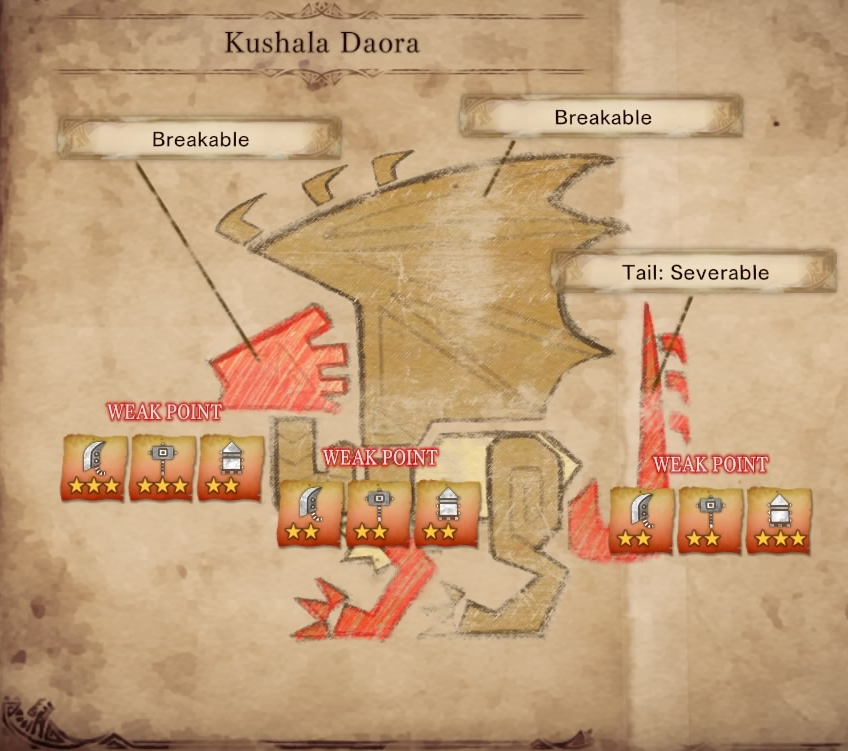 Kushala Daora
Breakable
Breakable
Tail: Severable
WEAK POINT
WEAK POINT
WEAK POINT